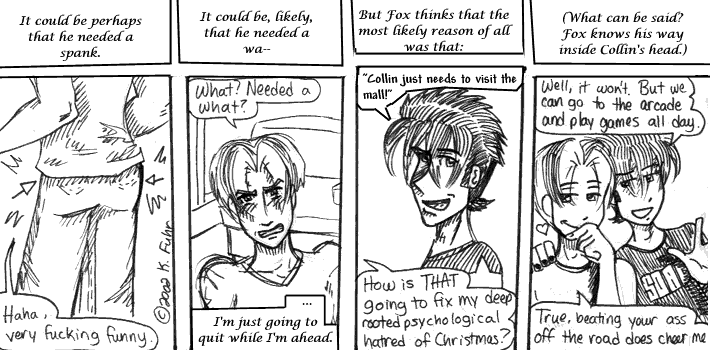 It could be perhaps
that he needed a
spank.
Haha,
very fucking funny.
©2002 K. Fuhr
It could be, likely,
that he needed a
wa--
What? Needed a
what?
...
I'm just going to
quit while I'm ahead.
But Fox thinks that the
most likely reason of all
was that:
"Collin just needs to visit the
mall!"
How is THAT
going to fix my deep
rooted psychological
hatred of Christmas?
(What can be said?
Fox knows his way
inside Collin's head.)
Well, it won't. But we
can go to the arcade
and play games all day.
True, beating your ass
off the road does cheer me